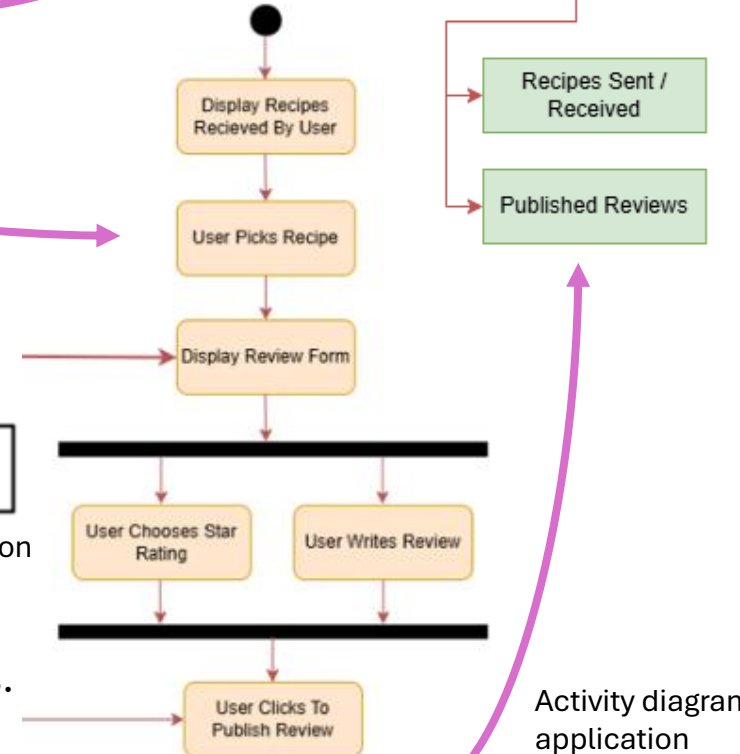 Display Recipes
Recieved By User
Recipes Sent /
Received
Published Reviews
User Picks Recipe
Display Review Form
User Chooses Star
Rating
User Writes Review
on
.
User Clicks To
Publish Review
Activity diagram
application